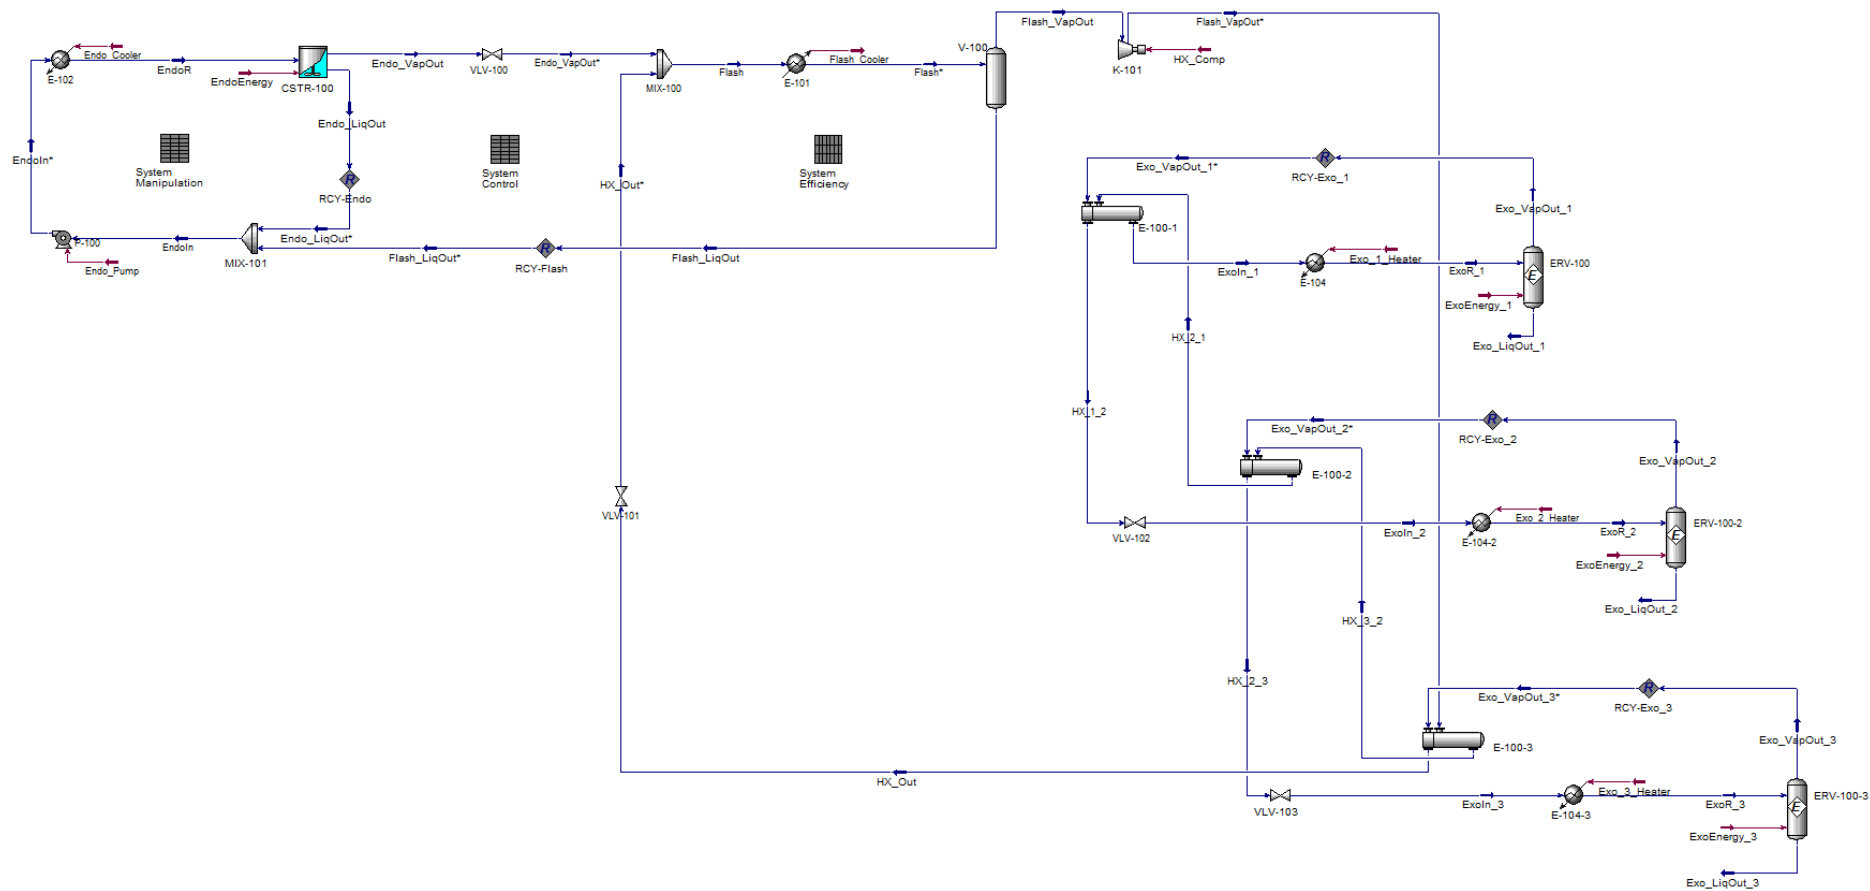 Flash_VapOut
Flash_VapOut*
Endo_Cooler
E-102
EndoR
EndoEnergy
CSTR-100
Endo_VapOut
VLV-100
Endo_VapOut*
MIX-100
Flash
Flash_Cooler
E-101
Flash*
V-100
K-101
HX_Comp
Endo_LiqOut
EndoIn*
System
Manipulation
System
Control
System
Efficiency
HX_Out*
R
RCY-Endo
P-100
Endo_Pump
EndoIn
MIX-101
Endo_LiqOut*
Flash_LiqOut*
R
RCY-Flash
Flash_LiqOut
Exo_VapOut_1*
R
RCY-Exo_1
Exo_VapOut_1
E-100-1
ExoIn_1
Exo_1_Heater
E-104
ExoR_1
ERV-100
E
ExoEnergy_1
Exo_LiqOut_1
HX_2_1
HX_1_2
Exo_VapOut_2*
R
RCY-Exo_2
Exo_VapOut_2
E-100-2
VLV-101
VLV-102
ExoIn_2
Exo_2_Heater
E-104-2
ExoR_2
ERV-100-2
E
ExoEnergy_2
Exo_LiqOut_2
HX_3_2
HX_2_3
Exo_VapOut_3*
R
RCY-Exo_3
Exo_VapOut_3
E-100-3
HX_Out
VLV-103
ExoIn_3
Exo_3_Heater
E-104-3
ExoR_3
ERV-100-3
E
ExoEnergy_3
Exo_LiqOut_3